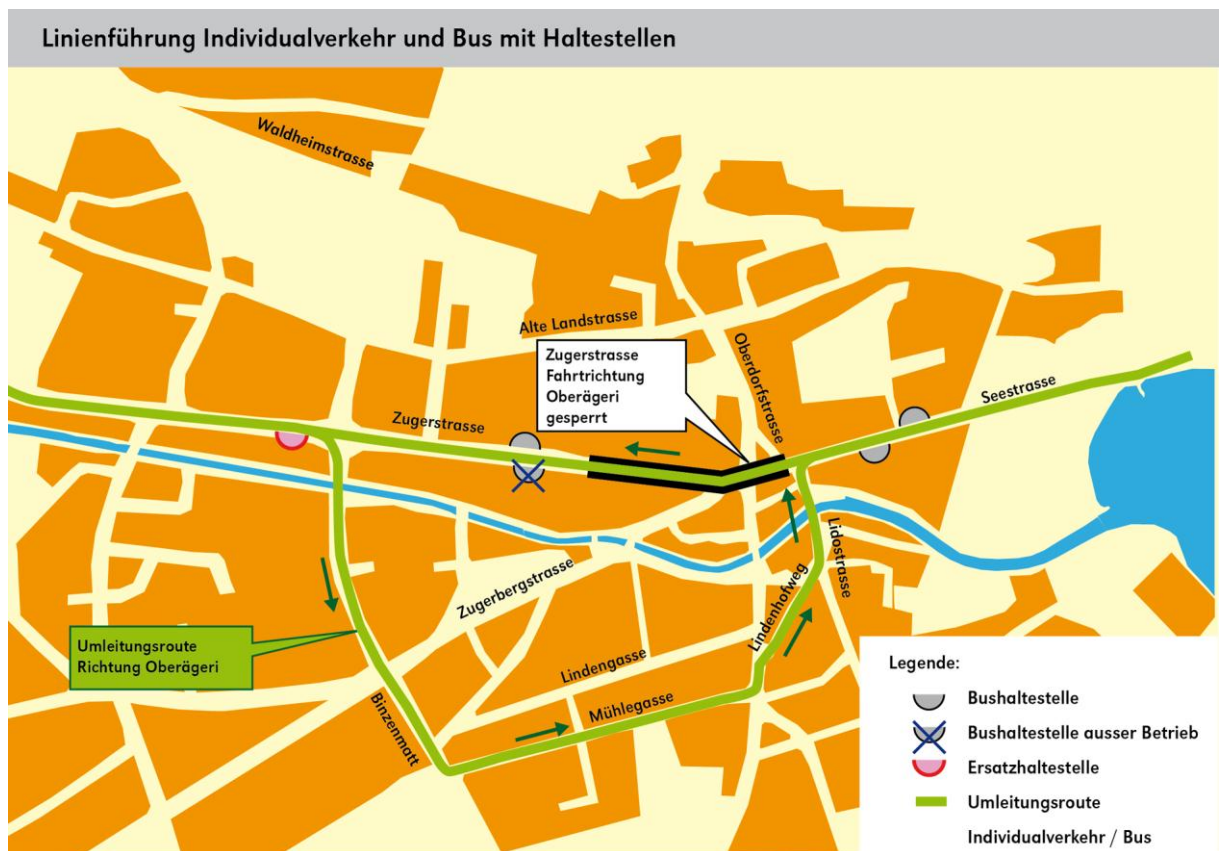 Linienführung Individualverkehr und Bus mit Haltestellen
Waldheimstrasse
Alte Landstrasse
Zugerstrasse
Fahrtrichtung
Oberägeri
gesperrt
Oberdorfstrasse
Seestrasse
Zugerstrasse
Lidostrasse
Zugerbergstrasse
Lindenhofweg
Umleitungsroute
Richtung Oberägeri
Lindengasse
Mühlegasse
Binzenmatt
Legende:
Bushaltestelle
Bushaltestelle ausser Betrieb
Ersatzhaltestelle
Umleitungsroute
Individualverkehr / Bus